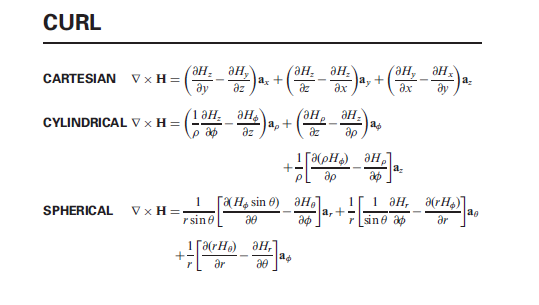 CURL
CARTESIAN ∇ × H = (∂H_z/∂y − ∂H_y/∂z) a_x + (∂H_z/∂z − ∂H_z/∂x) a_y + (∂H_y/∂x − ∂H_x/∂y) a_z
CYLINDRICAL ∇ × H = (1/ρ ∂H_z/∂ϕ − ∂H_ϕ/∂z) a_ρ + (∂H_ρ/∂z − ∂H_z/∂ρ) a_ϕ
+ 1/ρ [∂(ρH_ϕ)/∂ρ − ∂H_ρ/∂ϕ] a_z
SPHERICAL ∇ × H = 1/(r sin θ) [∂(H_ϕ sin θ)/∂θ − ∂H_θ/∂ϕ] a_r + 1/r [1/sin θ ∂H_r/∂ϕ − ∂(rH_ϕ)/∂r] a_θ
+ 1/r [∂(rH_θ)/∂r − ∂H_r/∂θ] a_ϕ